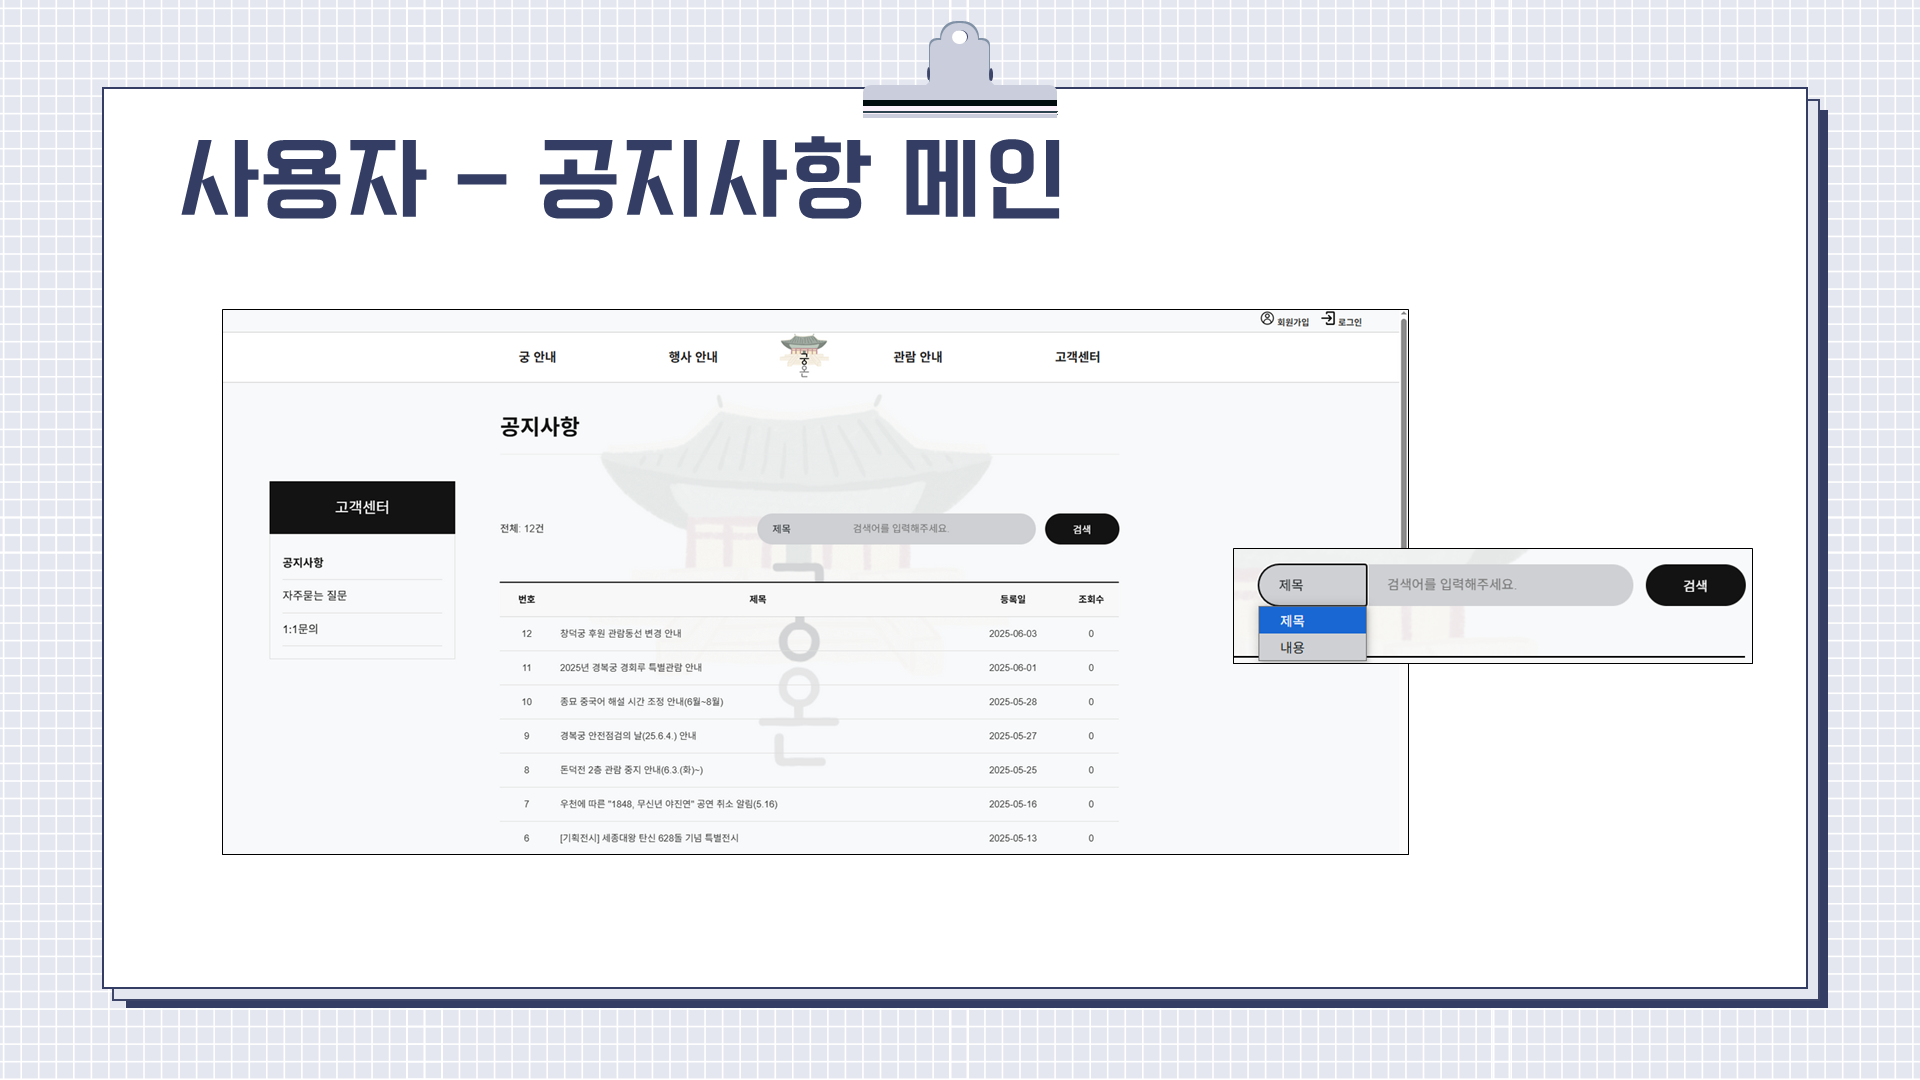 사용자 – 공지사항 메인
회원가입 로그인
궁 안내 행사 안내 궁온 관람 안내 고객센터
공지사항
고객센터
공지사항
자주묻는 질문
1:1문의
전체: 12건 제목 검색어를 입력해주세요. 검색
번호 제목 등록일 조회수
12 창덕궁 후원 관람동선 변경 안내 2025-06-03 0
11 2025년 경복궁 경회루 특별관람 안내 2025-06-01 0
10 종묘 중국어 해설 시간 조정 안내(6월~8월) 2025-05-28 0
9 경복궁 안전점검의 날(25.6.4.) 안내 2025-05-27 0
8 돈덕전 2층 관람 중지 안내(6.3.(화)~) 2025-05-25 0
7 우천에 따른 "1848, 무신년 야진연" 공연 취소 알림(5.16) 2025-05-16 0
6 [기획전시] 세종대왕 탄신 628돌 기념 특별전시 2025-05-13 0
궁온
제목 검색어를 입력해주세요. 검색
제목
내용